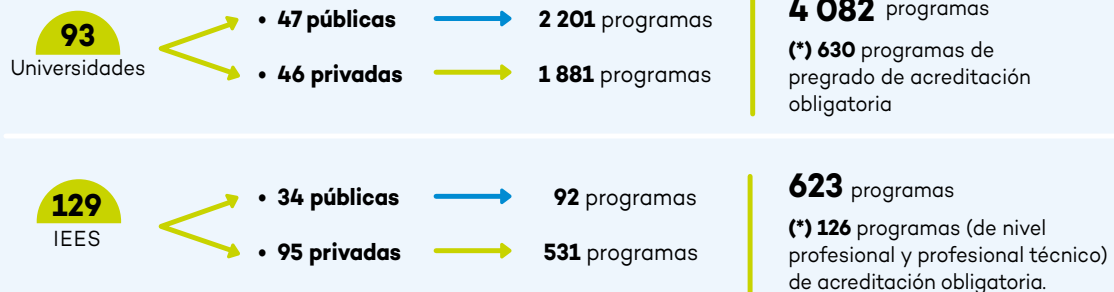 93
Universidades
• 47 públicas
2 201 programas
• 46 privadas
1 881 programas
4 082 programas
(*) 630 programas de
pregrado de acreditación
obligatoria
129
IEES
• 34 públicas
92 programas
• 95 privadas
531 programas
623 programas
(*) 126 programas (de nivel
profesional y profesional técnico)
de acreditación obligatoria.